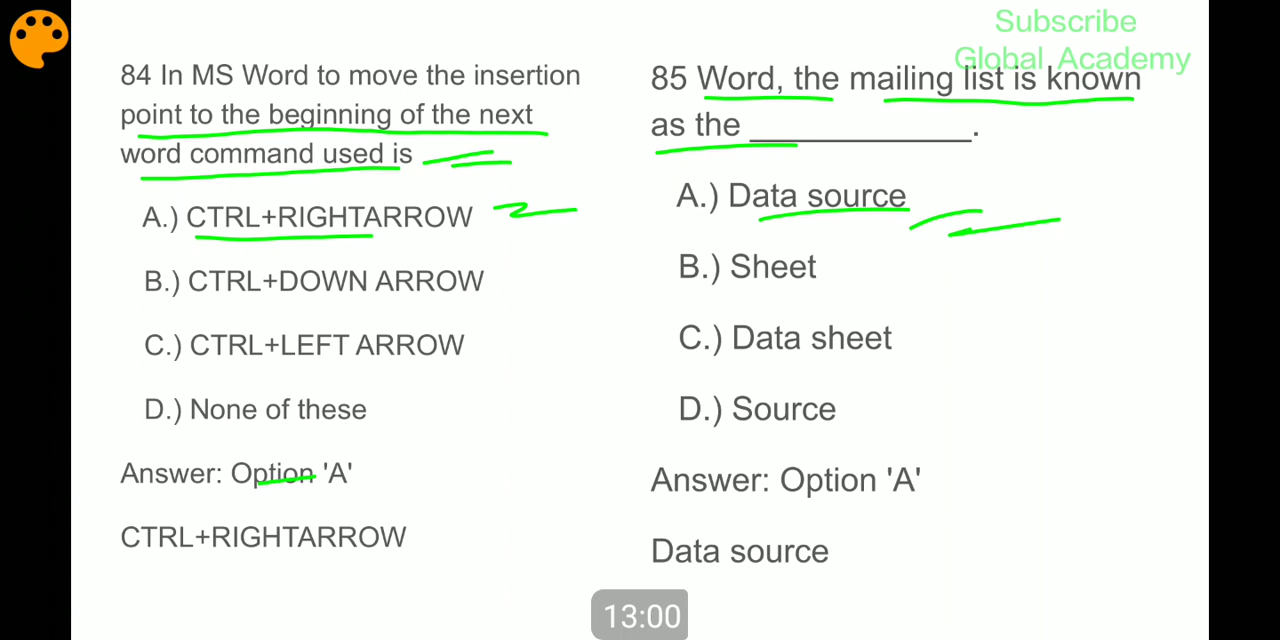 Subscribe
Global Academy
84 In MS Word to move the insertion
point to the beginning of the next
word command used is
A.) CTRL+RIGHTARROW
B.) CTRL+DOWN ARROW
C.) CTRL+LEFT ARROW
D.) None of these
Answer: Option 'A'
CTRL+RIGHTARROW
85 Word, the mailing list is known
as the _____________.
A.) Data source
B.) Sheet
C.) Data sheet
D.) Source
Answer: Option 'A'
Data source
13:00